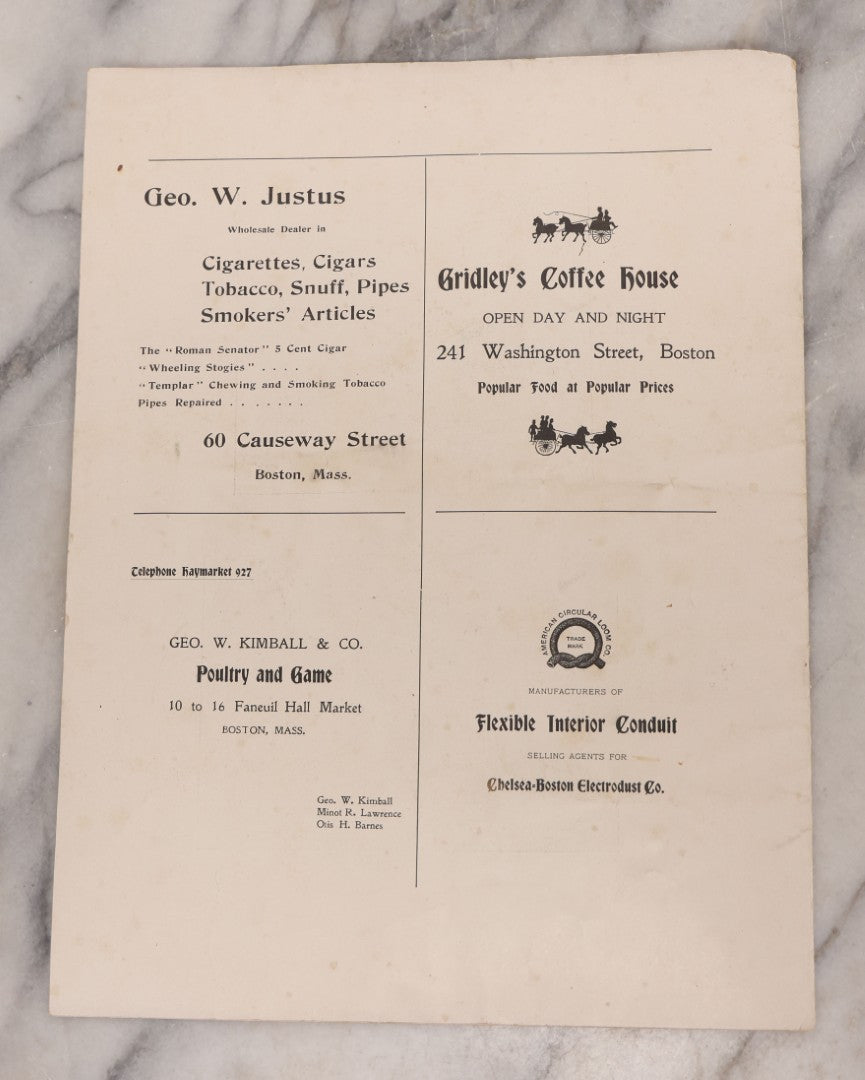 Geo. W. Justus
Wholesale Dealer in
Cigarettes, Cigars
Tobacco, Snuff, Pipes
Smokers' Articles
The "Roman Senator" 5 Cent Cigar
"Wheeling Stogies" . . . .
"Templar" Chewing and Smoking Tobacco
Pipes Repaired . . . . . . .
60 Causeway Street
Boston, Mass.
Gridley's Coffee House
OPEN DAY AND NIGHT
241 Washington Street, Boston
Popular Food at Popular Prices
Telephone Haymarket 927
GEO. W. KIMBALL & CO.
Poultry and Game
10 to 16 Faneuil Hall Market
BOSTON, MASS.
Geo. W. Kimball
Minot R. Lawrence
Otis H. Barnes
AMERICAN CIRCULAR LOOM CO.
TRADE
MARK
MANUFACTURERS OF
Flexible Interior Conduit
SELLING AGENTS FOR
Chelsea-Boston Electrodust Co.